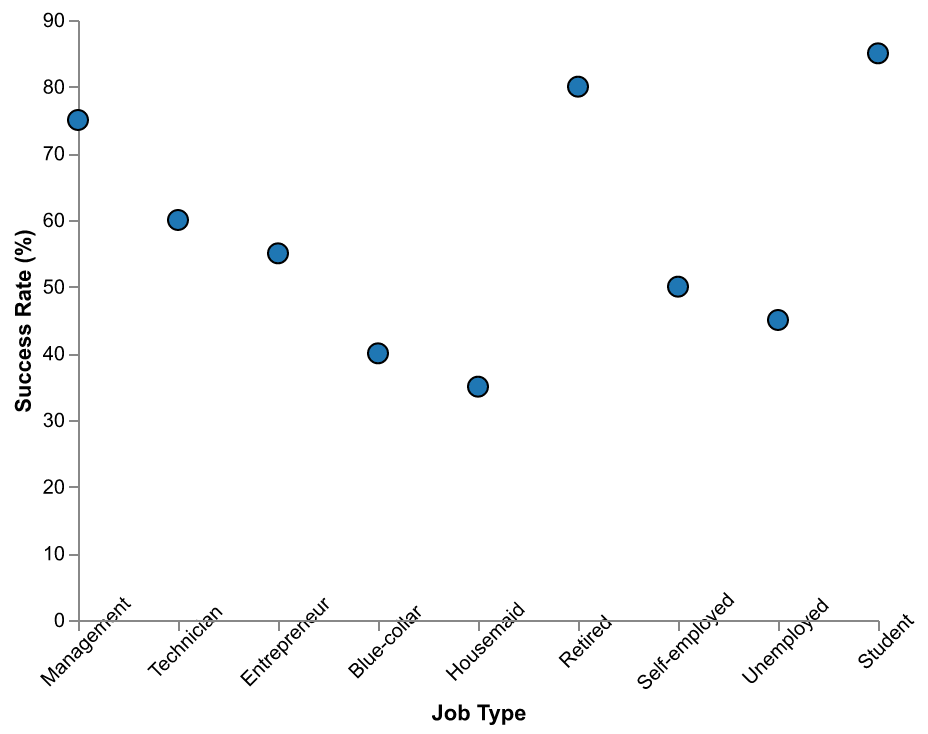 90
80
70
60
50
40
30
20
10
0
Success Rate (%)
Management
Technician
Entrepreneur
Blue-collar
Housemaid
Retired
Self-employed
Unemployed
Student
Job Type